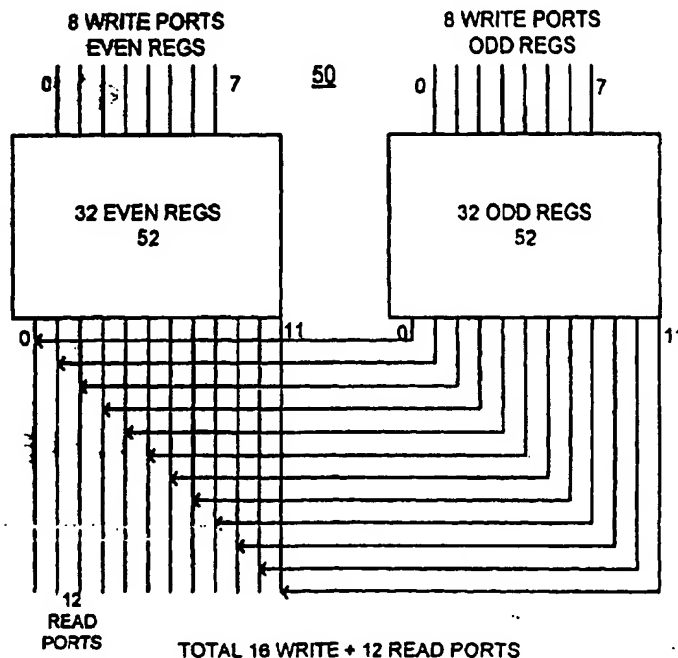 8 WRITE PORTS
EVEN REGS
8 WRITE PORTS
ODD REGS
0
7
50
0
7
32 EVEN REGS
52
32 ODD REGS
52
0
11
0
11
12
READ
PORTS
TOTAL 16 WRITE + 12 READ PORTS